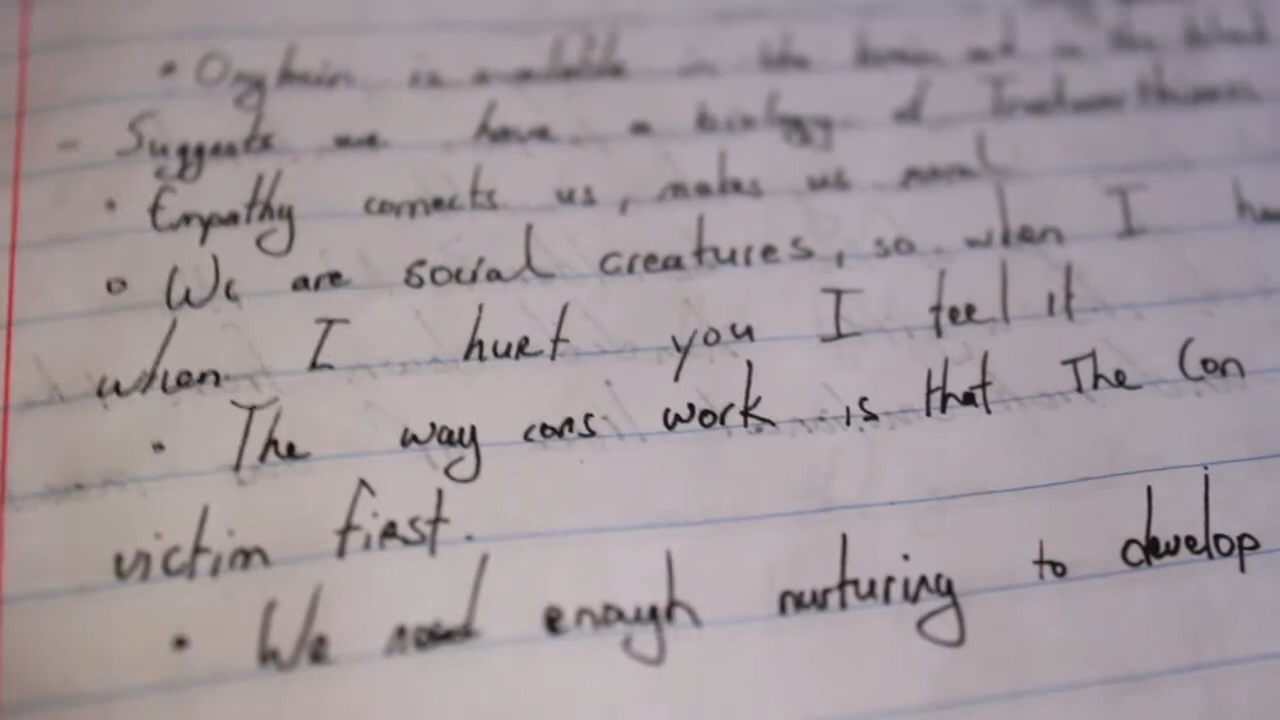 • Oxytocin is available in the brain and in the blood
- Suggests we have a biology of Trustworthiness
• Empathy connects us, makes us moral
o We are social creatures, so when I
when I hurt you I feel it
• The way cons work is that The Con
victim first.
• We need enough nurturing to develop